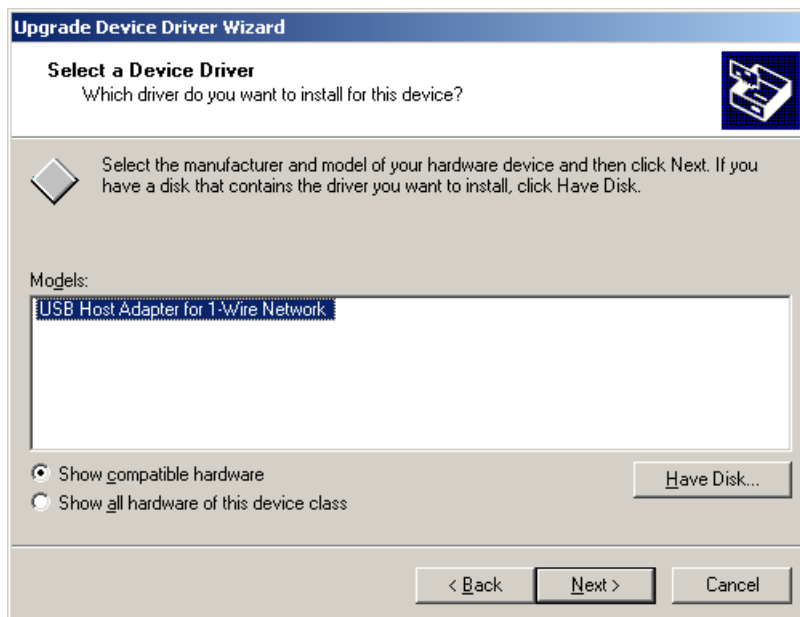 Upgrade Device Driver Wizard
Select a Device Driver
Which driver do you want to install for this device?
Select the manufacturer and model of your hardware device and then click Next. If you
have a disk that contains the driver you want to install, click Have Disk.
Models:
USB Host Adapter for 1-Wire Network
Show compatible hardware
Show all hardware of this device class
Have Disk...
< Back
Next >
Cancel